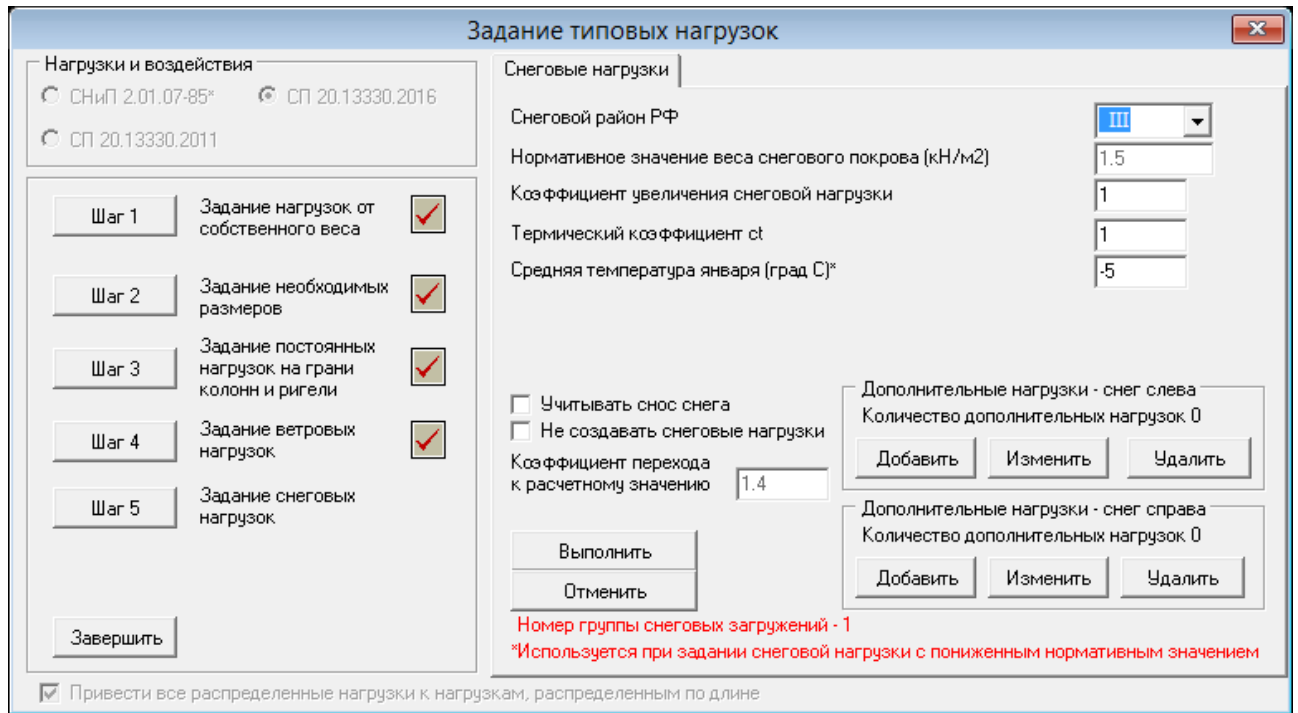 Задание типовых нагрузок
Нагрузки и воздействия
СНиП 2.01.07-85*
СП 20.13330.2016
СП 20.13330.2011
Шаг 1
Задание нагрузок от
собственного веса
Шаг 2
Задание необходимых
размеров
Шаг 3
Задание постоянных
нагрузок на грани
колонн и ригели
Шаг 4
Задание ветровых
нагрузок
Шаг 5
Задание снеговых
нагрузок
Завершить
Снеговые нагрузки
Снеговой район РФ
III
Нормативное значение веса снегового покрова (кН/м2)
1.5
Коэффициент увеличения снеговой нагрузки
1
Термический коэффициент ct
1
Средняя температура января (град С)*
-5
Учитывать снос снега
Не создавать снеговые нагрузки
Коэффициент перехода
к расчетному значению
1.4
Выполнить
Отменить
Дополнительные нагрузки - снег слева
Количество дополнительных нагрузок 0
Добавить
Изменить
Удалить
Дополнительные нагрузки - снег справа
Количество дополнительных нагрузок 0
Добавить
Изменить
Удалить
Номер группы снеговых загружений - 1
*Используется при задании снеговой нагрузки с пониженным нормативным значением
Привести все распределенные нагрузки к нагрузкам, распределенным по длине